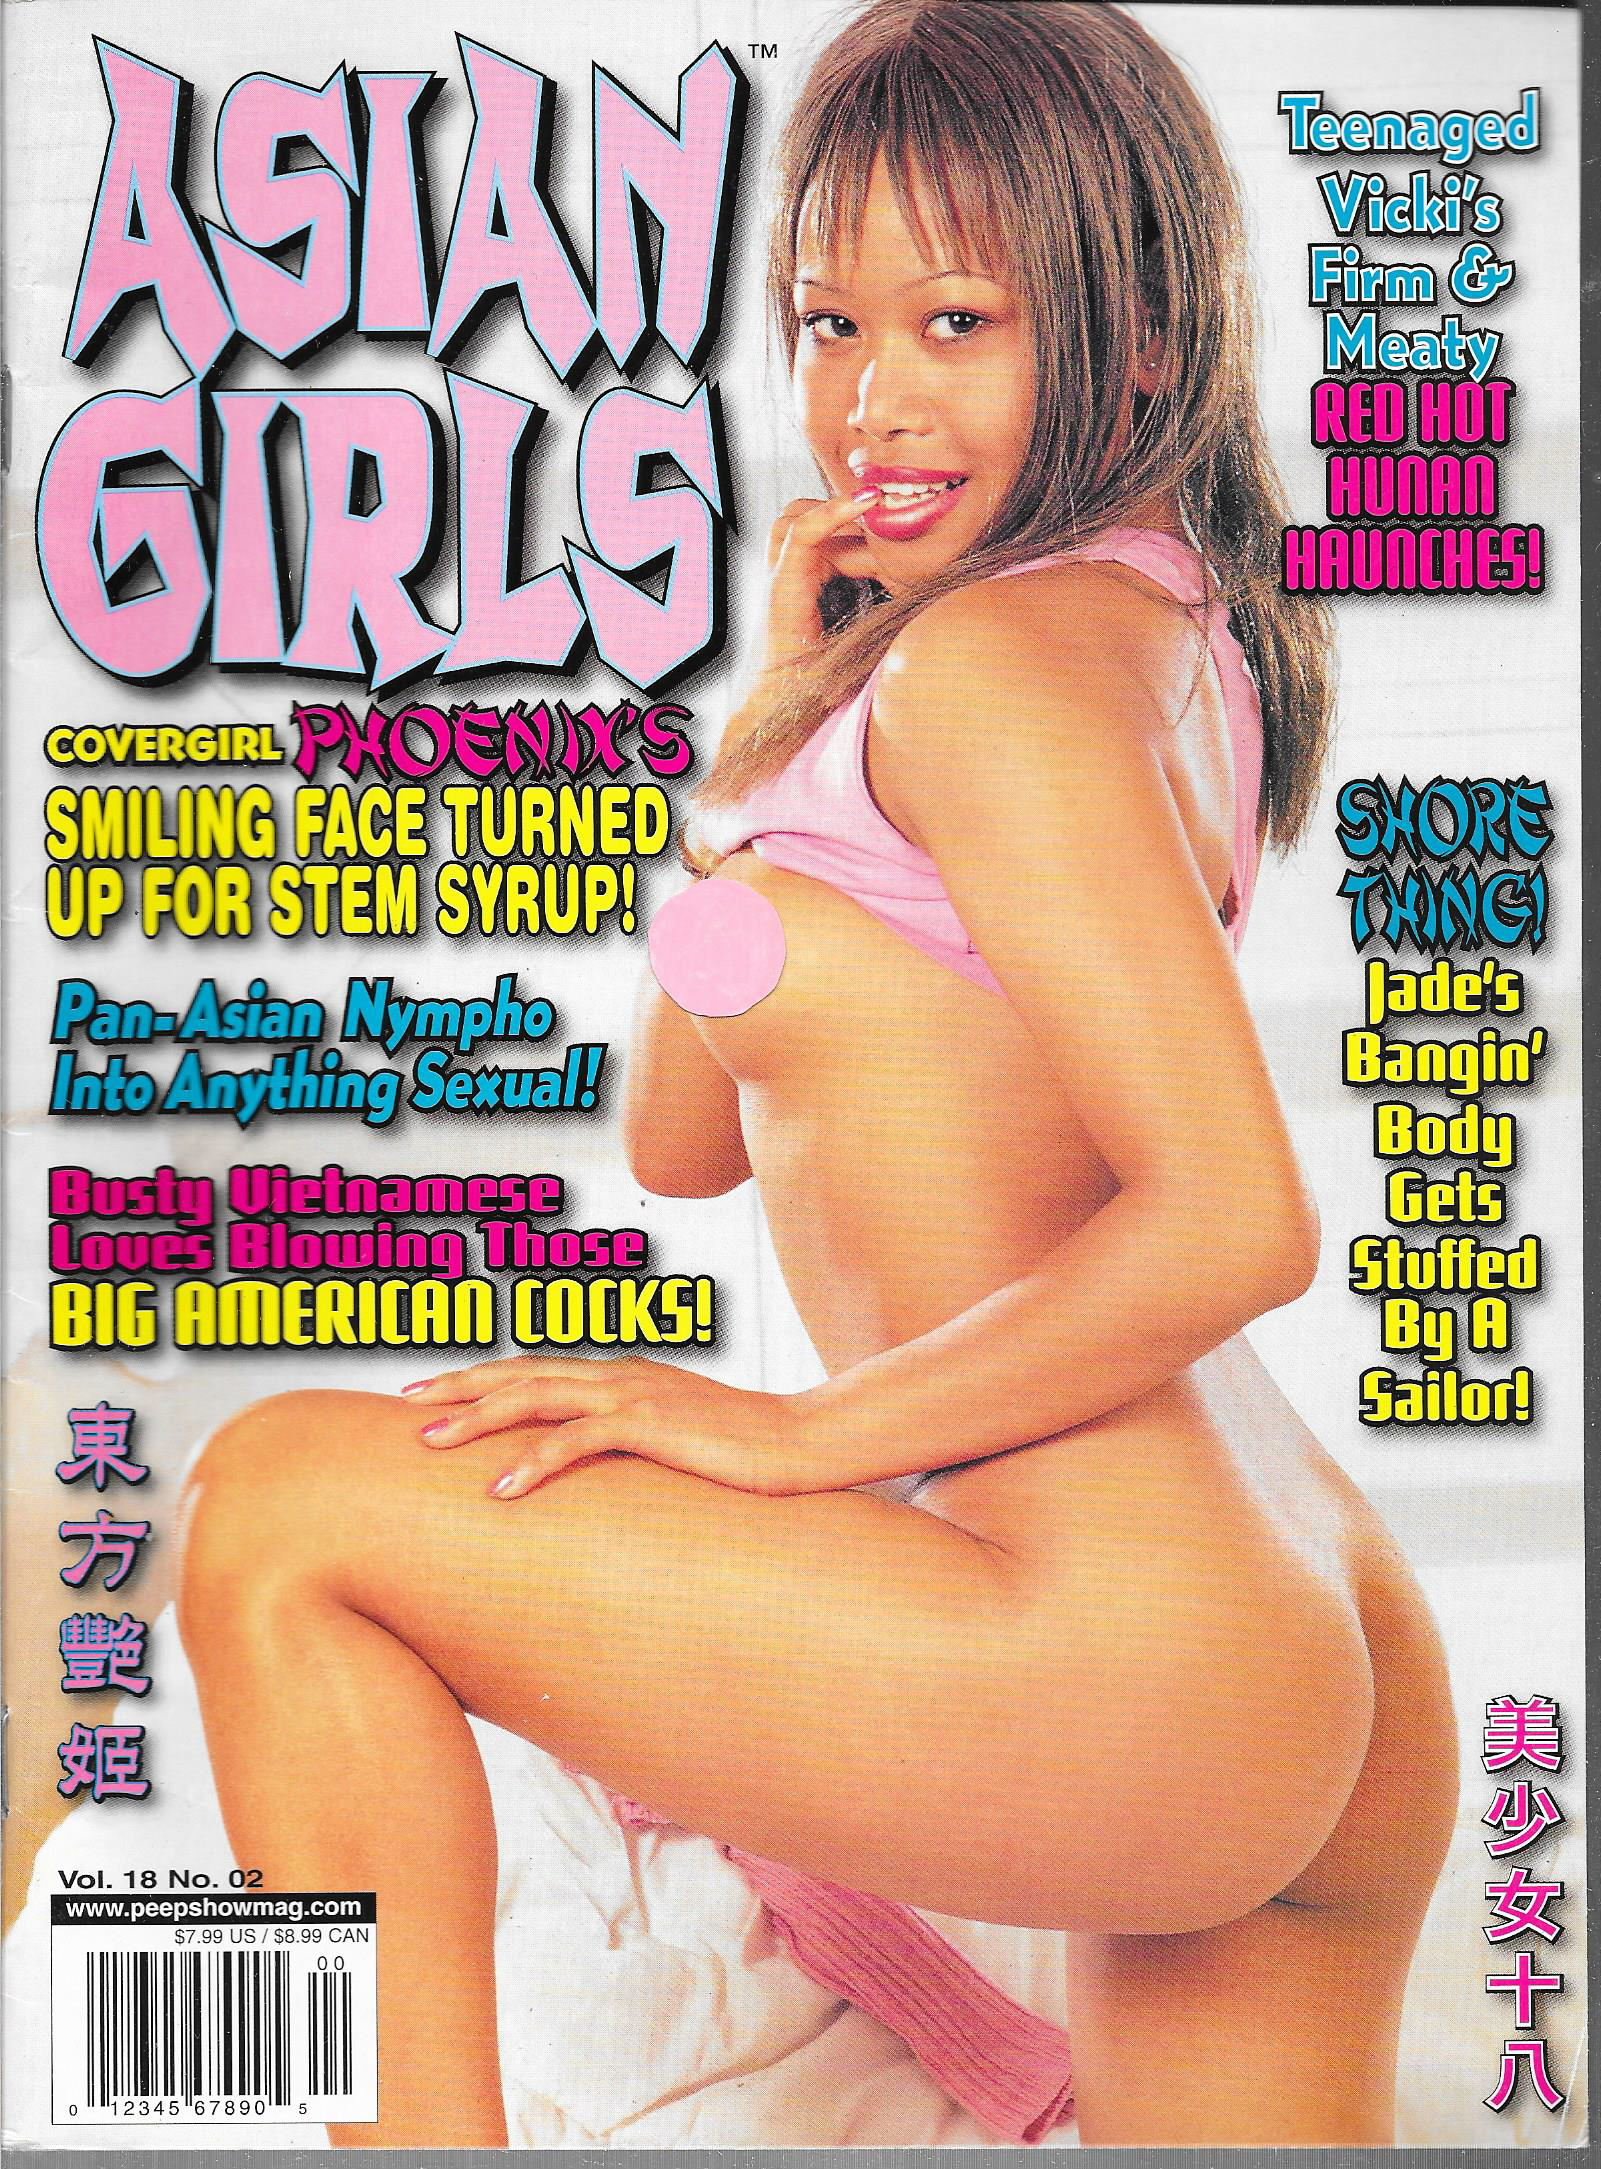 ASIAN™
GIRLS
COVERGIRL PHOENIX'S
SMILING FACE TURNED
UP FOR STEM SYRUP!
Pan-Asian Nympho
Into Anything Sexual!
Busty Vietnamese
Loves Blowing Those
BIG AMERICAN COCKS!
東
方
艷
姬
Vol. 18 No. 02
www.peepshowmag.com
$7.99 US / $8.99 CAN
00
0 12345 67890 5
Teenaged
Vicki's
Firm &
Meaty
RED HOT
HUNAN
HAUNCHES!
SHORE
THING!
Jade's
Bangin'
Body
Gets
Stuffed
By A
Sailor!
美
少
女
十
八